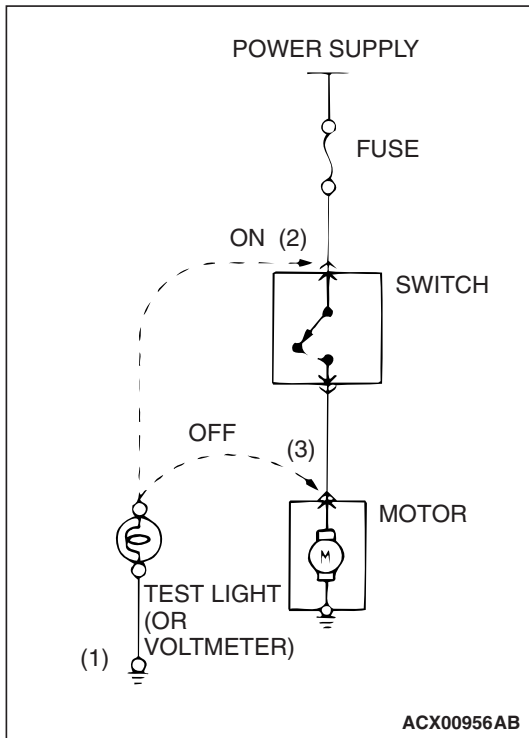 POWER SUPPLY
FUSE
ON (2)
SWITCH
OFF
(3)
MOTOR
M
TEST LIGHT
(OR
VOLTMETER)
(1)
ACX00956AB